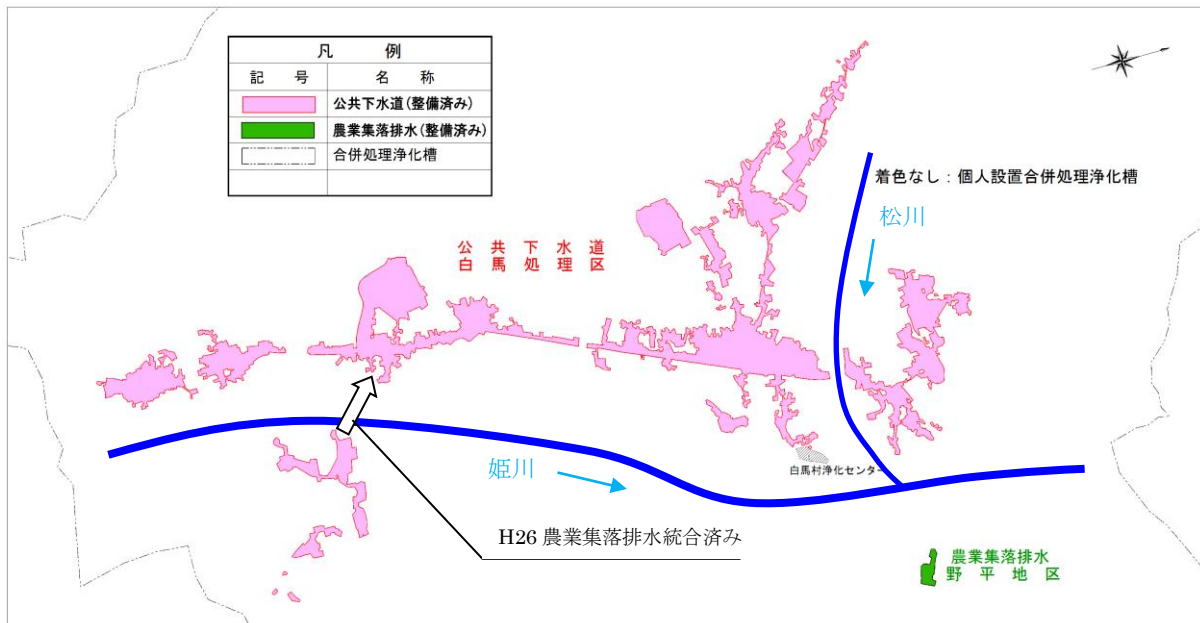 凡 例
記 号 名 称
公共下水道(整備済み)
農業集落排水(整備済み)
合併処理浄化槽
着色なし：個人設置合併処理浄化槽
松川
公共下水道
白馬処理区
白馬村浄化センター
姫川
H26 農業集落排水統合済み
農業集落排水
野平地区